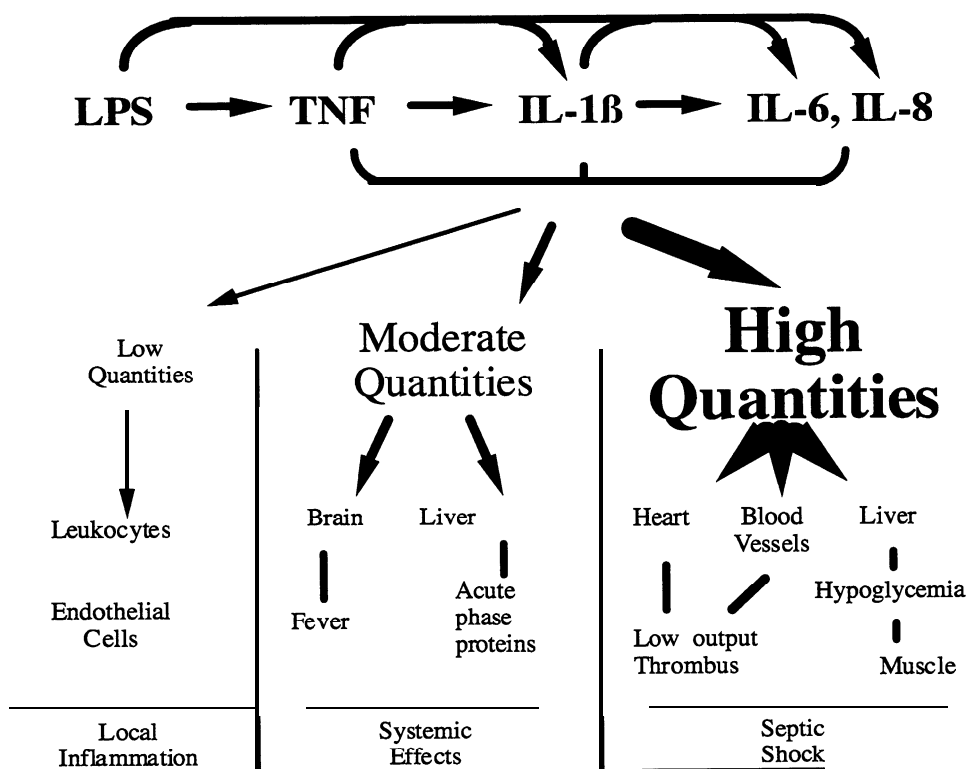 LPS TNF IL-1ß IL-6, IL-8
Low
Quantities
Leukocytes
Endothelial
Cells
Local
Inflammation
Moderate
Quantities
Brain Liver
Fever
Acute
phase
proteins
Systemic
Effects
High
Quantities
Heart
Blood
Vessels
Liver
Hypoglycemia
Low output
Thrombus
Muscle
Septic
Shock